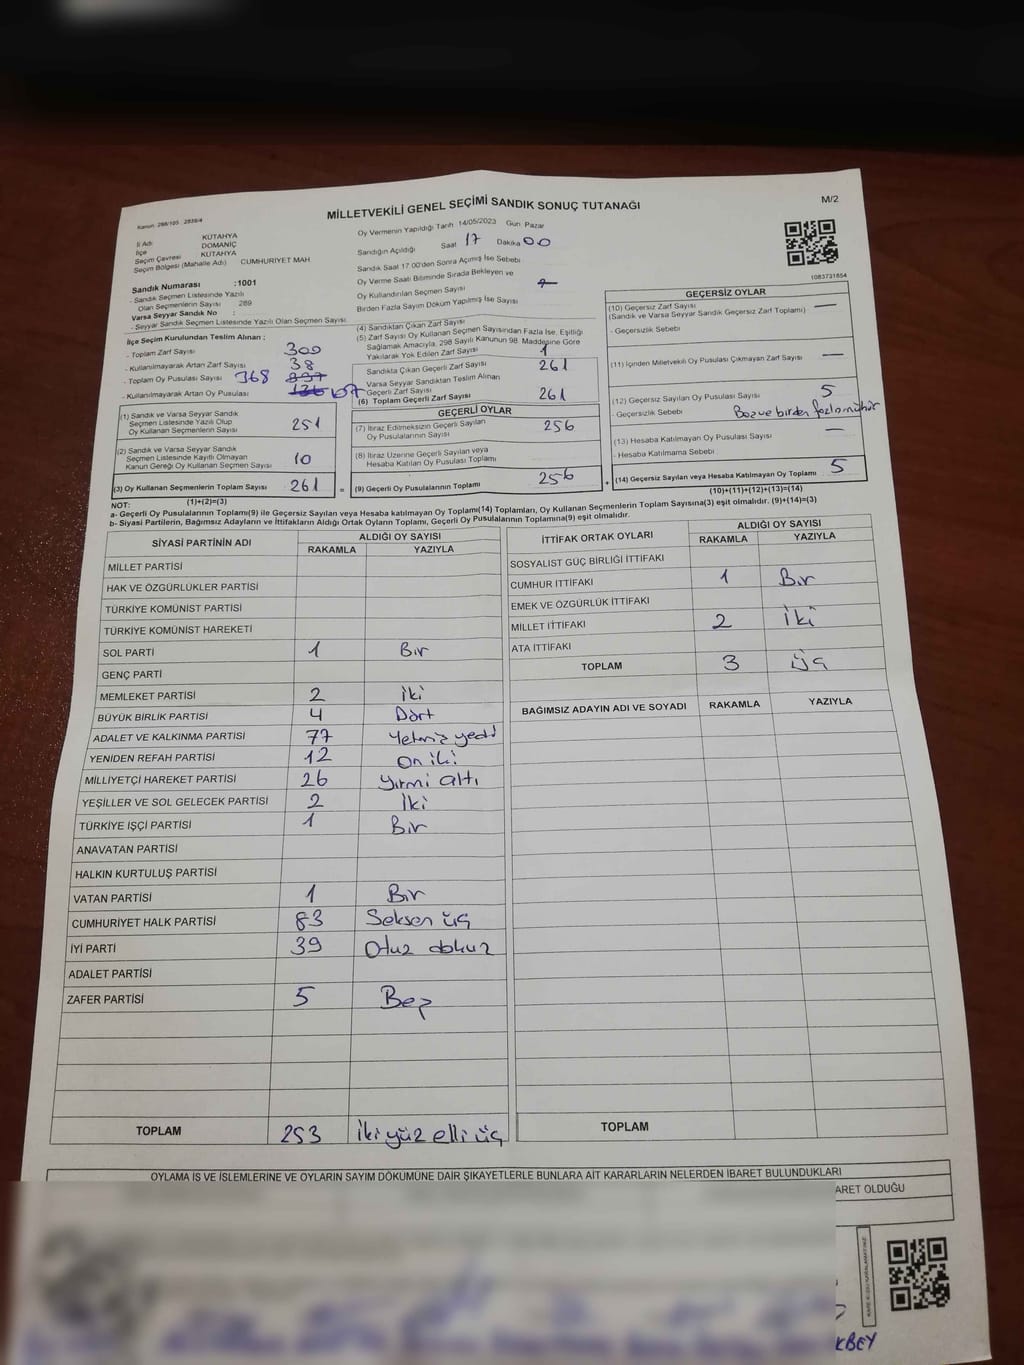 MİLLETVEKİLİ GENEL SEÇİMİ SANDIK SONUÇ TUTANAĞI
M/2
Kanun: 298/105 2839/4
İl Adı KÜTAHYA
İlçe DOMANİÇ
Seçim Çevresi KÜTAHYA
Seçim Bölgesi (Mahalle Adı) CUMHURİYET MAH.
Sandık Numarası :1001
- Sandık Seçmen Listesinde Yazılı
Olan Seçmenlerin Sayısı 289
Varsa Seyyar Sandık No :
- Seyyar Sandık Seçmen Listesinde Yazılı Olan Seçmen Sayısı
Oy Vermenin Yapıldığı Tarih 14/05/2023 Gün Pazar
Sandığın Açıldığı Saat 17 Dakika 00
Sandık Saat 17:00'den Sonra Açılmış İse Sebebi
Oy Verme Saati Bitiminde Sırada Bekleyen ve
Oy Kullandırılan Seçmen Sayısı
Birden Fazla Sayım Döküm Yapılmış İse Sayısı
1083731854
İlçe Seçim Kurulundan Teslim Alınan :
- Toplam Zarf Sayısı 300
- Kullanılmayarak Artan Zarf Sayısı 38
- Toplam Oy Pusulası Sayısı 368
- Kullanılmayarak Artan Oy Pusulası 107
(4) Sandıktan Çıkan Zarf Sayısı
(5) Zarf Sayısı Oy Kullanan Seçmen Sayısından Fazla İse, Eşitliği
Sağlamak Amacıyla, 298 Sayılı Kanunun 98. Maddesine Göre
Yakılarak Yok Edilen Zarf Sayısı 1
Sandıkta Çıkan Geçerli Zarf Sayısı 261
Varsa Seyyar Sandıktan Teslim Alınan
Geçerli Zarf Sayısı
(6) Toplam Geçerli Zarf Sayısı 261
(1) Sandık ve Varsa Seyyar Sandık
Seçmen Listesinde Yazılı Olup
Oy Kullanan Seçmenlerin Sayısı 251
(2) Sandık ve Varsa Seyyar Sandık
Seçmen Listesinde Kayıtlı Olmayan
Kanun Gereği Oy Kullanan Seçmen Sayısı 10
(3) Oy Kullanan Seçmenlerin Toplam Sayısı 261 =
(1)+(2)=(3)
GEÇERLİ OYLAR
(7) İtiraz Edilmeksizin Geçerli Sayılan
Oy Pusulalarının Sayısı 256
(8) İtiraz Üzerine Geçerli Sayılan veya
Hesaba Katılan Oy Pusulası Toplamı
(9) Geçerli Oy Pusulalarının Toplamı 256 +
GEÇERSİZ OYLAR
(10) Geçersiz Zarf Sayısı —
(Sandık ve Varsa Seyyar Sandık Geçersiz Zarf Toplamı)
- Geçersizlik Sebebi
(11) İçinden Milletvekili Oy Pusulası Çıkmayan Zarf Sayısı —
(12) Geçersiz Sayılan Oy Pusulası Sayısı 5
- Geçersizlik Sebebi birden fazla mühür
(13) Hesaba Katılmayan Oy Pusulası Sayısı —
- Hesaba Katılmama Sebebi
(14) Geçersiz Sayılan veya Hesaba Katılmayan Oy Toplamı 5
(10)+(11)+(12)+(13)=(14)
NOT:
a- Geçerli Oy Pusulalarının Toplamı(9) ile Geçersiz Sayılan veya Hesaba Katılmayan Oy Toplamı(14) Toplamları, Oy Kullanan Seçmenlerin Toplam Sayısına(3) eşit olmalıdır. (9)+(14)=(3)
b- Siyasi Partilerin, Bağımsız Adayların ve İttifakların Aldığı Ortak Oyların Toplamı, Geçerli Oy Pusulalarının Toplamına(9) eşit olmalıdır.
SİYASİ PARTİNİN ADI ALDIĞI OY SAYISI
RAKAMLA YAZIYLA
MİLLET PARTİSİ
HAK VE ÖZGÜRLÜKLER PARTİSİ
TÜRKİYE KOMÜNİST PARTİSİ
TÜRKİYE KOMÜNİST HAREKETİ
SOL PARTİ 1 Bir
GENÇ PARTİ
MEMLEKET PARTİSİ 2 iki
BÜYÜK BİRLİK PARTİSİ 4 Dört
ADALET VE KALKINMA PARTİSİ 77 Yetmiş yedi
YENİDEN REFAH PARTİSİ 12 On iki
MİLLİYETÇİ HAREKET PARTİSİ 26 yirmi altı
YEŞİLLER VE SOL GELECEK PARTİSİ 2 İki
TÜRKİYE İŞÇİ PARTİSİ 1 Bir
ANAVATAN PARTİSİ
HALKIN KURTULUŞ PARTİSİ
VATAN PARTİSİ 1 Bir
CUMHURİYET HALK PARTİSİ 83 Seksen üç
İYİ PARTİ 39 Otuz dokuz
ADALET PARTİSİ
ZAFER PARTİSİ 5 Beş
TOPLAM 253 iki yüz elli üç
İTTİFAK ORTAK OYLARI ALDIĞI OY SAYISI
RAKAMLA YAZIYLA
SOSYALİST GÜÇ BİRLİĞİ İTTİFAKI
CUMHUR İTTİFAKI 1 Bir
EMEK VE ÖZGÜRLÜK İTTİFAKI
MİLLET İTTİFAKI 2 İki
ATA İTTİFAKI
TOPLAM 3 üç
BAĞIMSIZ ADAYIN ADI VE SOYADI RAKAMLA YAZIYLA
TOPLAM
OYLAMA İŞ VE İŞLEMLERİNE VE OYLARIN SAYIM DÖKÜMÜNE DAİR ŞİKAYETLERLE BUNLARA AİT KARARLARIN NELERDEN İBARET BULUNDUKLARI
ARET OLDUĞU
KBEY